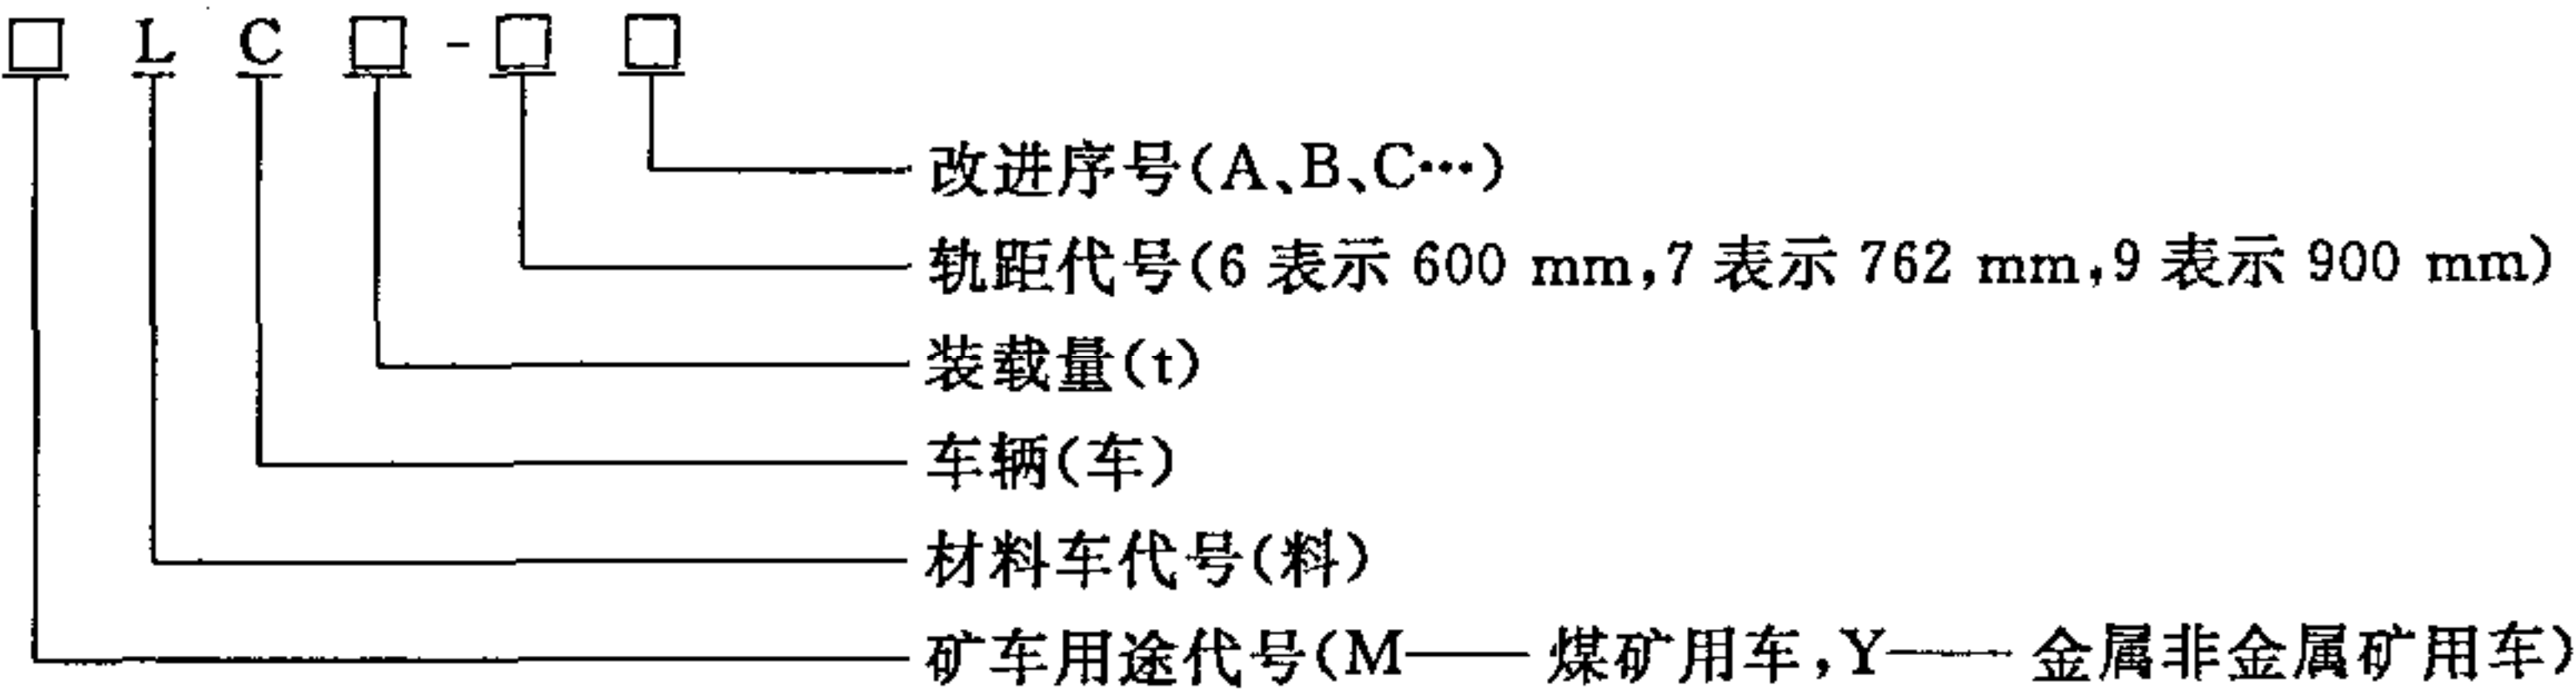 □ L C □ - □ □
改进序号(A、B、C…)
轨距代号(6 表示 600 mm,7 表示 762 mm,9 表示 900 mm)
装载量(t)
车辆(车)
材料车代号(料)
矿车用途代号(M—— 煤矿用车,Y—— 金属非金属矿用车)